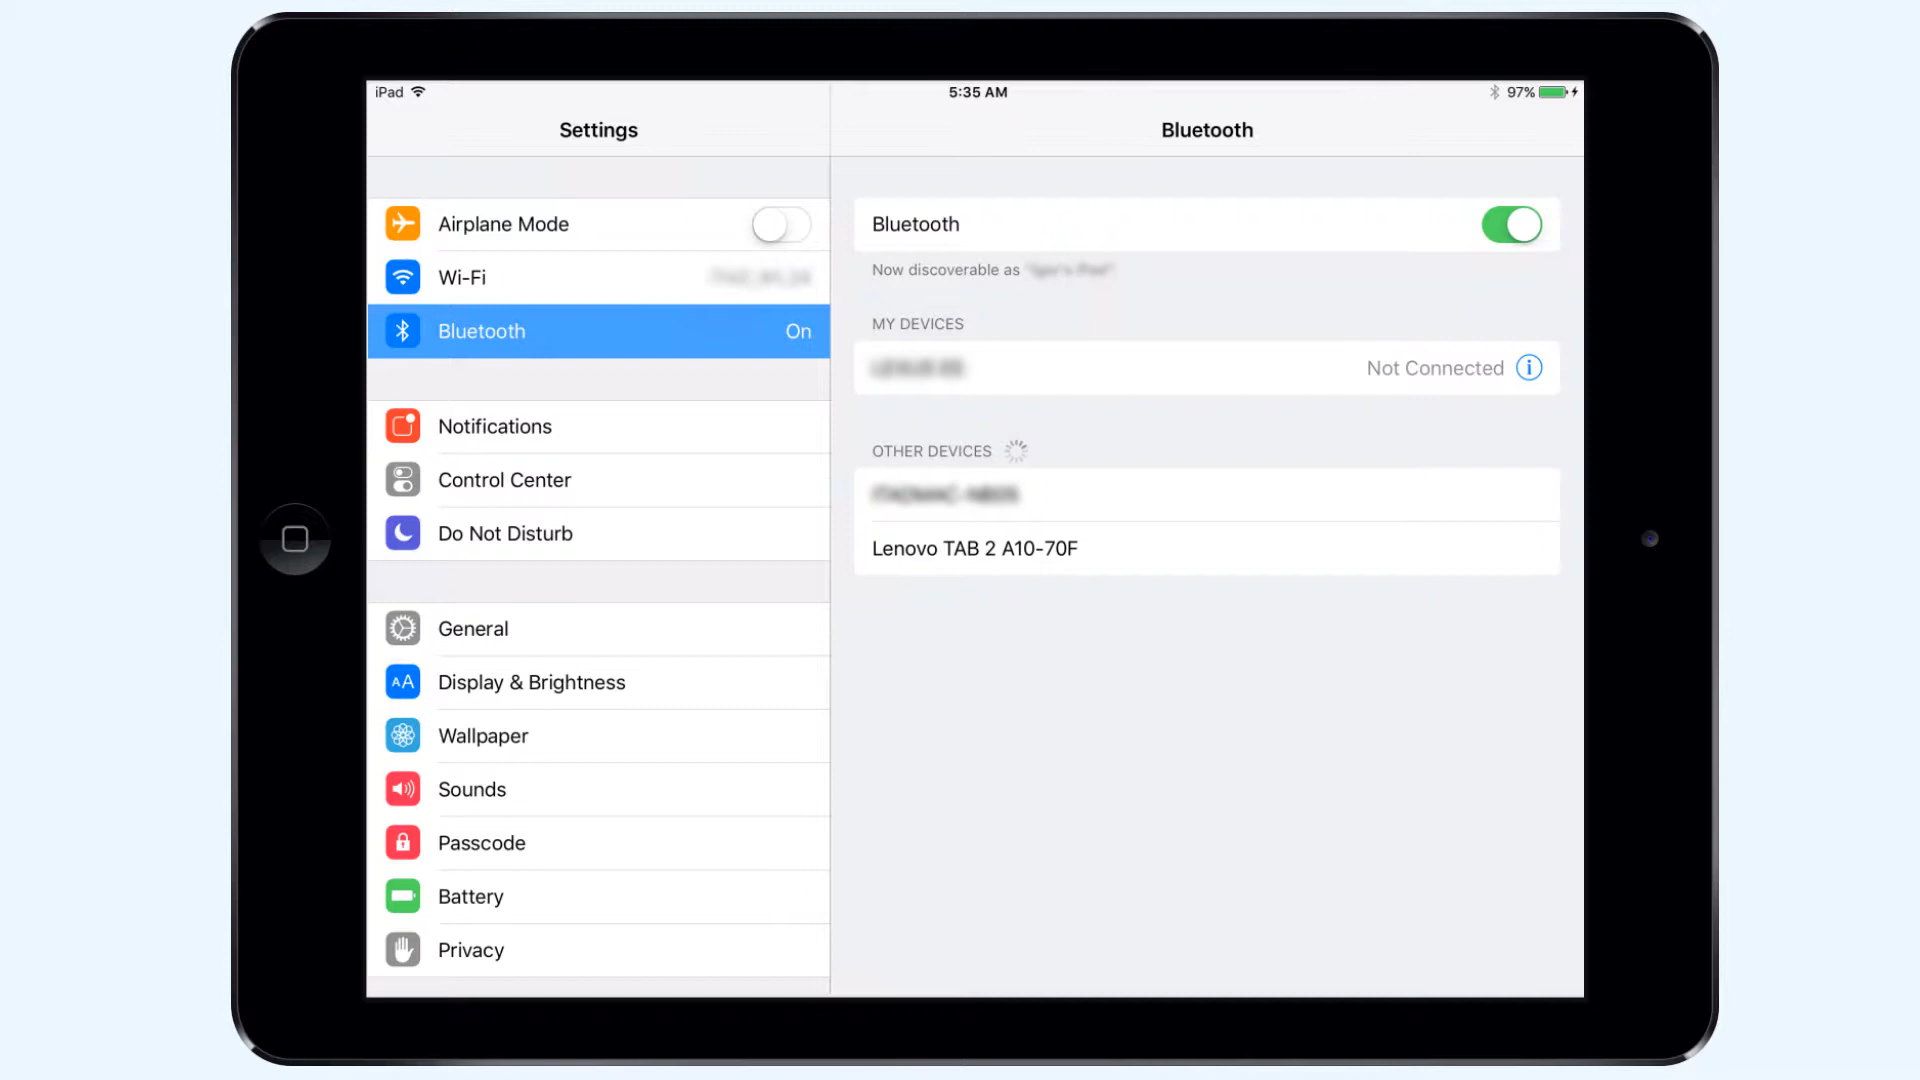 iPad
5:35 AM
97%
Settings
Bluetooth
Airplane Mode
Wi-Fi
Bluetooth On
Notifications
Control Center
Do Not Disturb
General
Display & Brightness
Wallpaper
Sounds
Passcode
Battery
Privacy
Bluetooth
Now discoverable as
MY DEVICES
Not Connected
OTHER DEVICES
Lenovo TAB 2 A10-70F